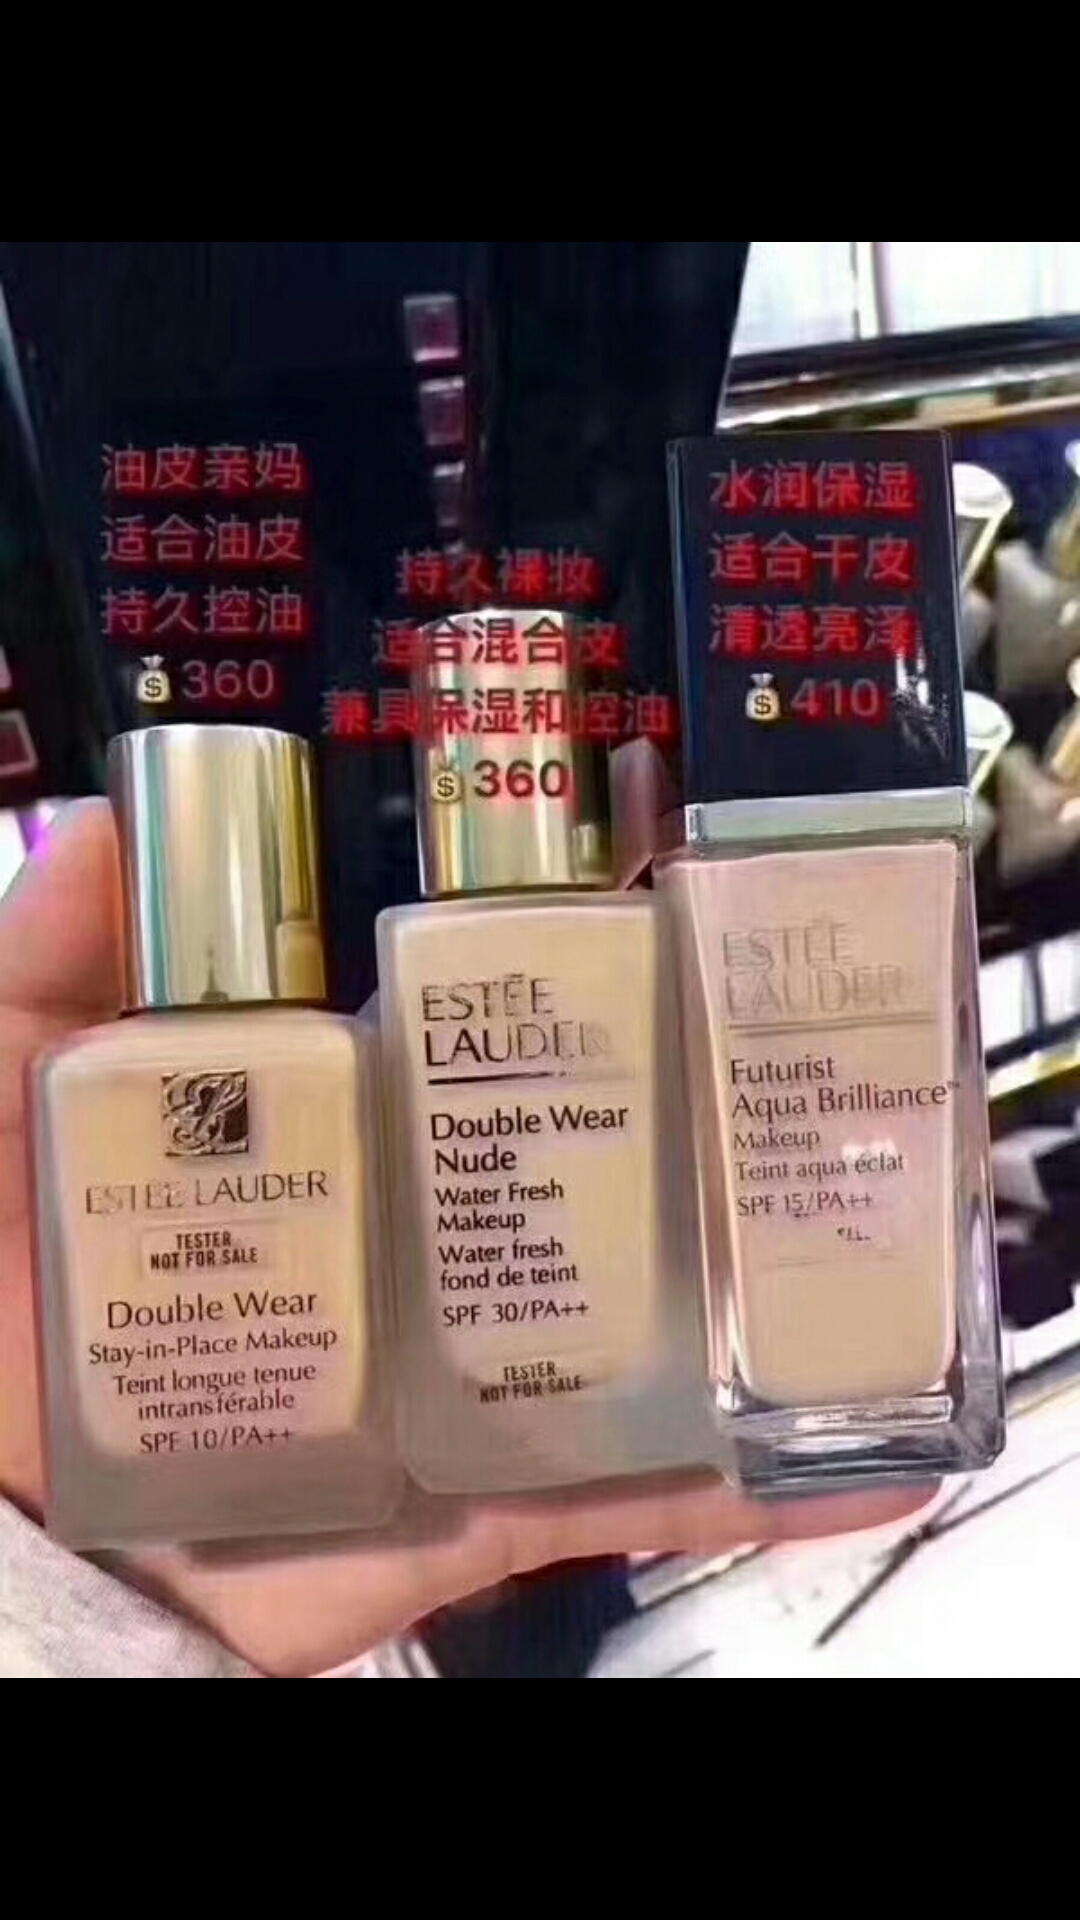 油皮亲妈
适合油皮
持久控油
360
持久裸妆
适合混合皮
兼具保湿和控油
360
水润保湿
适合干皮
清透亮泽
410
ESTEE LAUDER
TESTER
NOT FOR SALE
Double Wear
Stay-in-Place Makeup
Teint longue tenue
intransférable
SPF 10/PA++
ESTĒE
LAUDER
Double Wear
Nude
Water Fresh
Makeup
Water fresh
fond de teint
SPF 30/PA++
TESTER
NOT FOR SALE
ESTĒE
LAUDER
Futurist
Aqua Brilliance™
Makeup
Teint aqua éclat
SPF 15/PA++